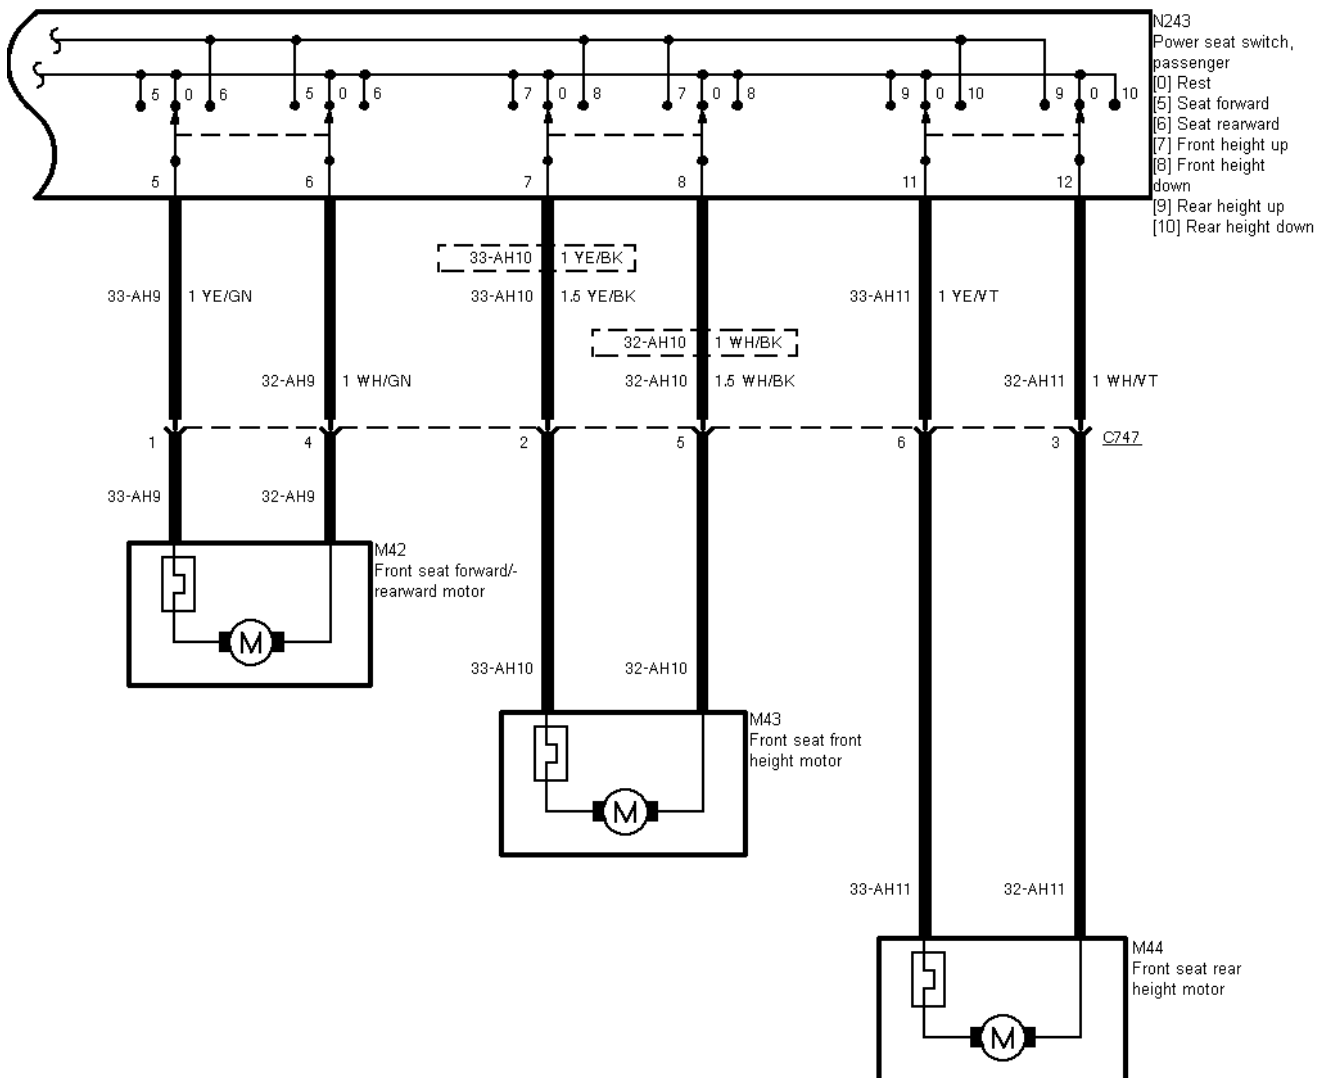 N243
Power seat switch,
passenger
[0] Rest
[5] Seat forward
[6] Seat rearward
[7] Front height up
[8] Front height
down
[9] Rear height up
[10] Rear height down
5 0 6 5 0 6 7 0 8 7 0 8 9 0 10 9 0 10
5 6 7 8 11 12
33-AH10 1 YE/BK
33-AH9 1 YE/GN 33-AH10 1.5 YE/BK 33-AH11 1 YE/VT
32-AH10 1 WH/BK
32-AH9 1 WH/GN 32-AH10 1.5 WH/BK 32-AH11 1 WH/VT
1 4 2 5 6 3 C747
33-AH9 32-AH9
M42
Front seat forward/-
rearward motor
M
33-AH10 32-AH10
M43
Front seat front
height motor
M
33-AH11 32-AH11
M44
Front seat rear
height motor
M